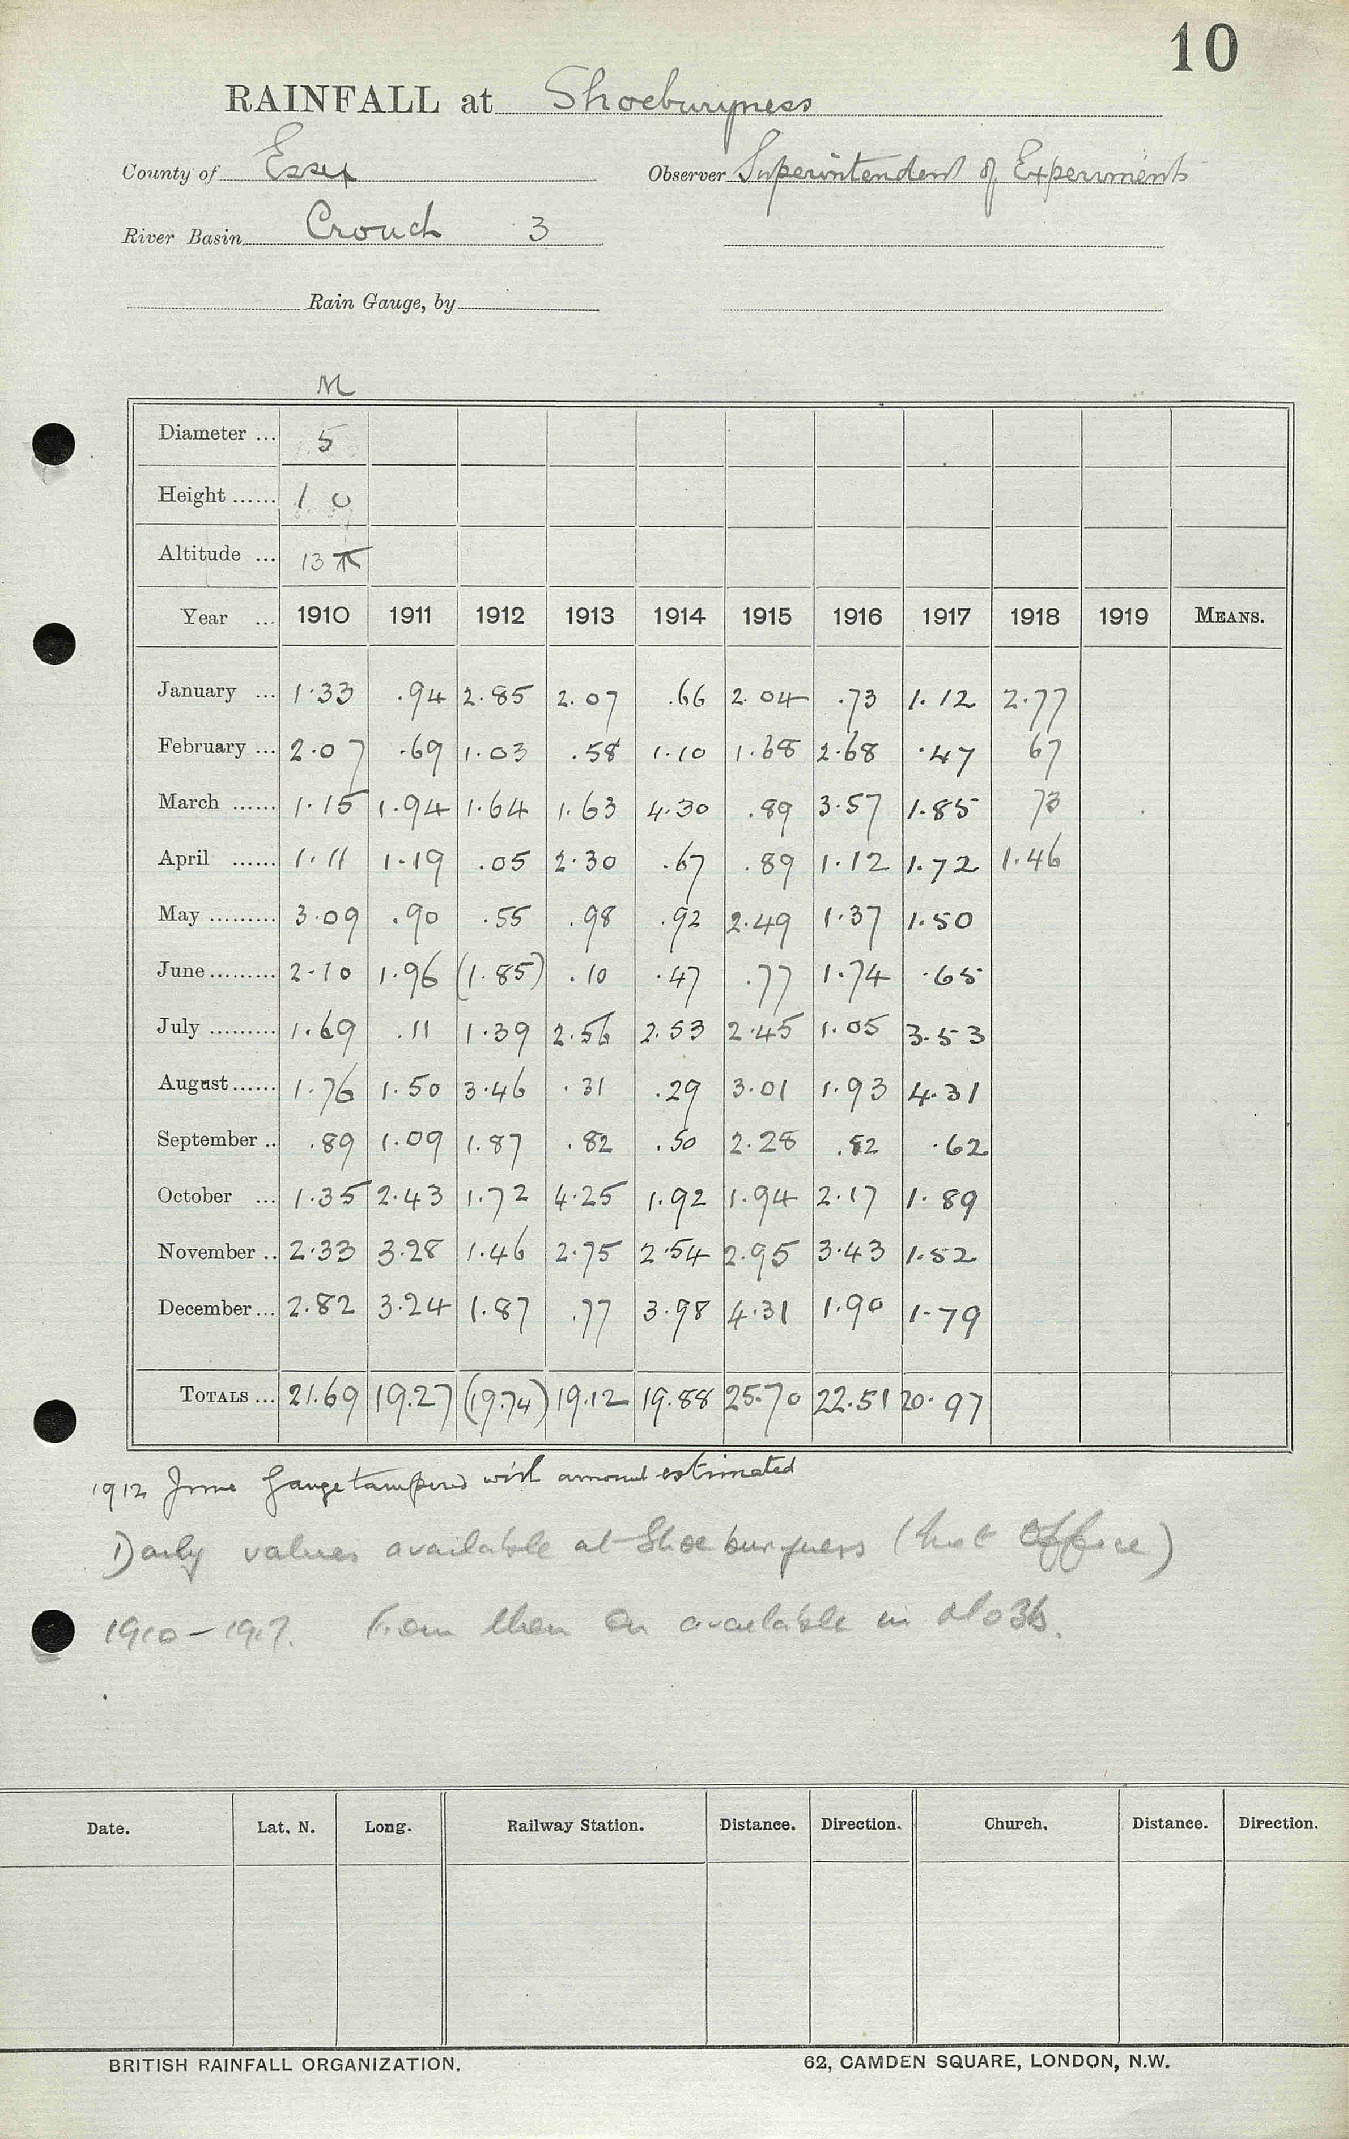 10
RAINFALL at Shoeburyness
County of Essex Observer Superintendent of Experiments
River Basin Crouch 3
Rain Gauge, by
M
Diameter ... 5
Height ...... 1 0
Altitude ... 13
Year ... 1910 1911 1912 1913 1914 1915 1916 1917 1918 1919 MEANS.
January ... 1.33 .94 2.85 2.07 .66 2.04 .73 1.12 2.77
February ... 2.07 .69 1.03 .58 1.10 1.68 2.68 .47 67
March ...... 1.15 1.94 1.64 1.63 4.30 .89 3.57 1.85 73
April ...... 1.11 1.19 .05 2.30 .67 .89 1.12 1.72 1.46
May ......... 3.09 .90 .55 .98 .92 2.49 1.37 1.50
June ......... 2.10 1.96 (1.85) .10 .47 .77 1.74 .65
July ......... 1.69 .11 1.39 2.56 2.53 2.45 1.05 3.53
August ...... 1.76 1.50 3.46 .31 .29 3.01 1.93 4.31
September .. .89 1.09 1.87 .82 .50 2.28 .82 .62
October ... 1.35 2.43 1.72 4.25 1.92 1.94 2.17 1.89
November .. 2.33 3.28 1.46 2.75 2.54 2.95 3.43 1.52
December ... 2.82 3.24 1.87 .77 3.98 4.31 1.90 1.79
TOTALS ... 21.69 19.27 (19.74) 19.12 19.88 25.70 22.51 20.97
1912 June Gauge tampered with amount estimated
Daily values available at Shoeburyness (Met Office)
1910-1917. From then on available in
Date. Lat. N. Long. Railway Station. Distance. Direction. Church. Distance. Direction.
BRITISH RAINFALL ORGANIZATION. 62, CAMDEN SQUARE, LONDON, N.W.